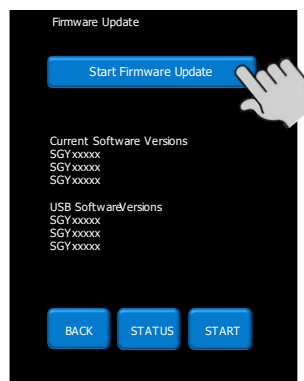 Firmware Update
Start Firmware Update
Current Software Versions
SGYxxxxx
SGYxxxxx
SGYxxxxx
USB SoftwareVersions
SGYxxxxx
SGYxxxxx
SGYxxxxx
BACK STATUS START